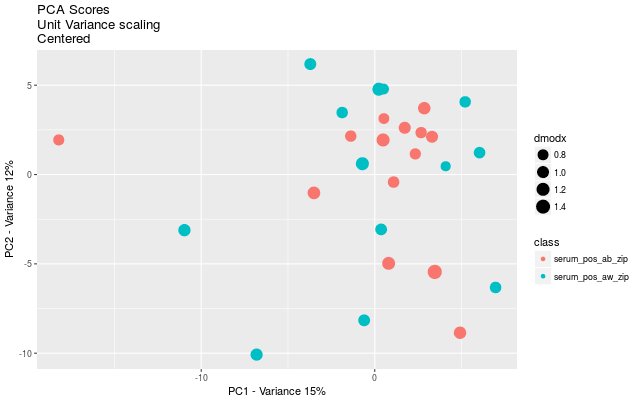 PCA Scores
Unit Variance scaling
Centered
PC2 - Variance 12%
5
0
-5
-10
-10
0
PC1 - Variance 15%
dmodx
0.8
1.0
1.2
1.4
class
serum_pos_ab_zip
serum_pos_aw_zip